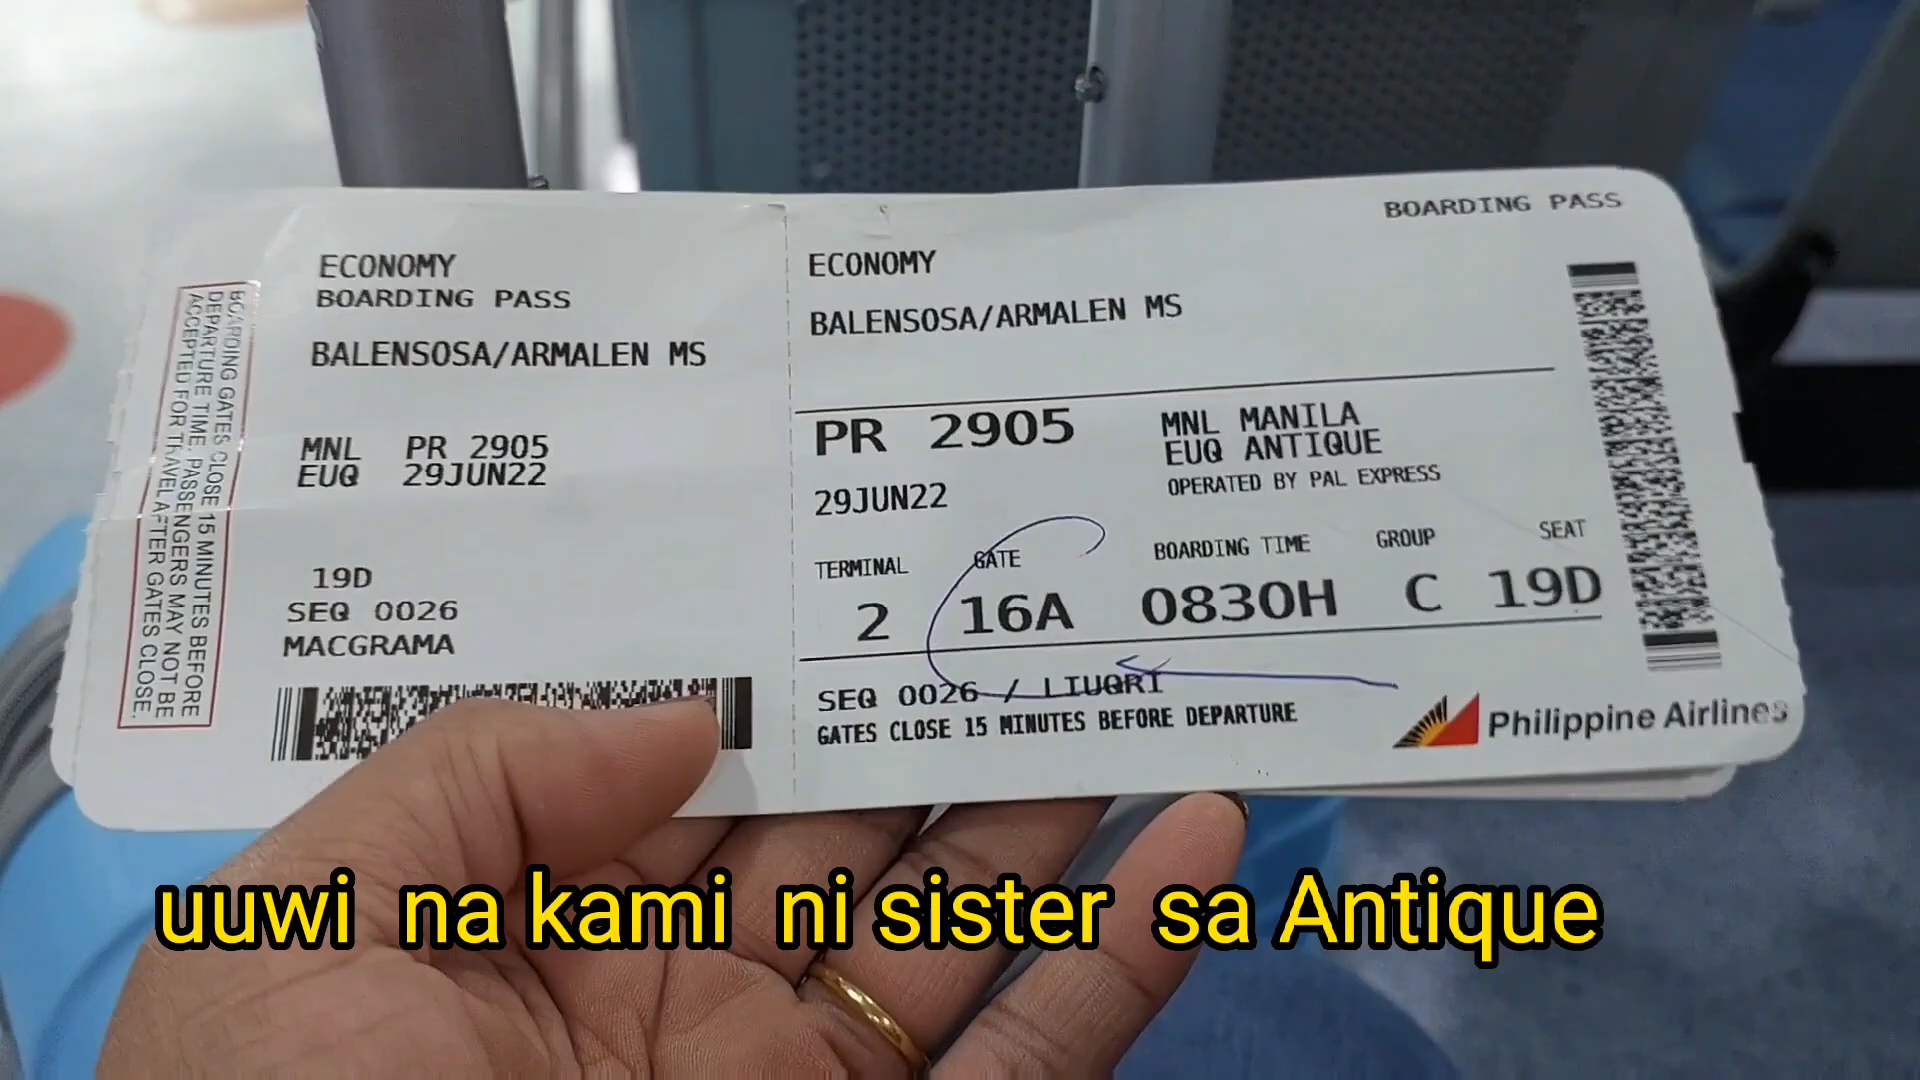 BOARDING GATES CLOSE 15 MINUTES BEFORE
DEPARTURE TIME. PASSENGERS MAY NOT BE
ACCEPTED FOR TRAVEL AFTER GATES CLOSE.
ECONOMY
BOARDING PASS
BALENSOSA/ARMALEN MS
MNL PR 2905
EUQ 29JUN22
19D
SEQ 0026
MACGRAMA
BOARDING PASS
ECONOMY
BALENSOSA/ARMALEN MS
PR 2905
MNL MANILA
EUQ ANTIQUE
OPERATED BY PAL EXPRESS
29JUN22
TERMINAL GATE BOARDING TIME GROUP SEAT
2 16A 0830H C 19D
SEQ 0026 / LIUQRI
GATES CLOSE 15 MINUTES BEFORE DEPARTURE
Philippine Airlines
uuwi na kami ni sister sa Antique